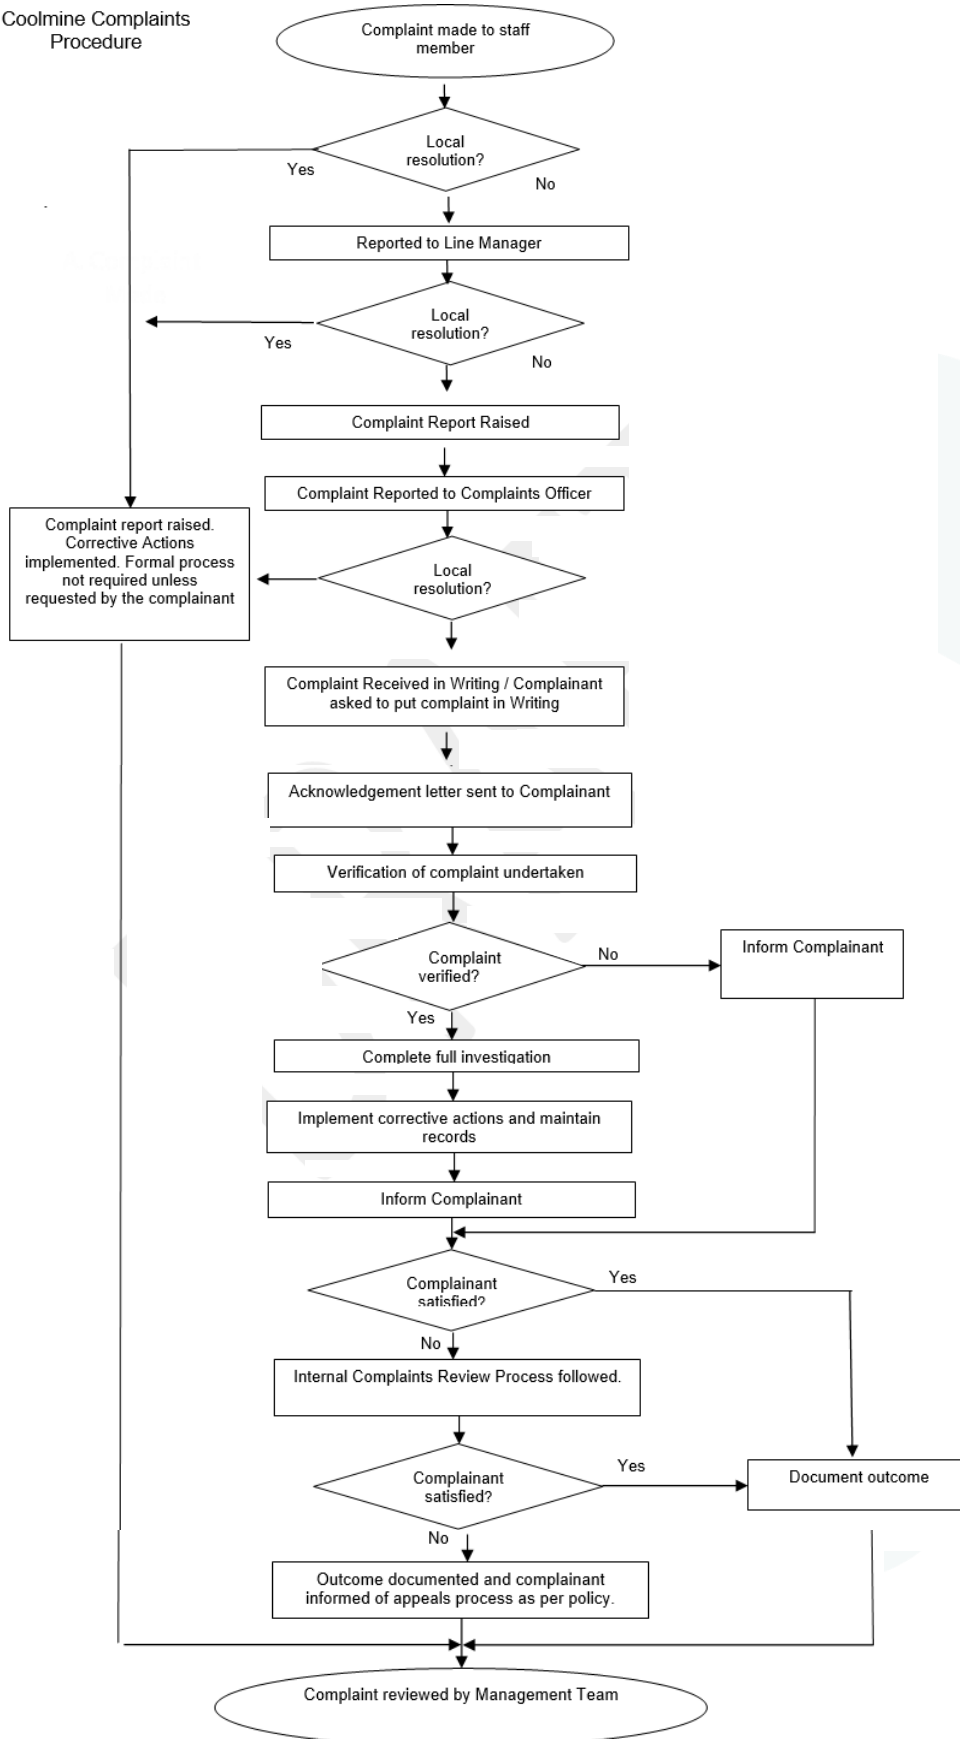 Coolmine Complaints
Procedure
Complaint made to staff
member
Local
resolution?
Yes
No
Reported to Line Manager
Local
resolution?
Yes
No
Complaint Report Raised
Complaint Reported to Complaints Officer
Complaint report raised.
Corrective Actions
implemented. Formal process
not required unless
requested by the complainant
Local
resolution?
Complaint Received in Writing / Complainant
asked to put complaint in Writing
Acknowledgement letter sent to Complainant
Verification of complaint undertaken
Complaint
verified?
No
Inform Complainant
Yes
Complete full investigation
Implement corrective actions and maintain
records
Inform Complainant
Complainant
satisfied?
Yes
No
Internal Complaints Review Process followed.
Complainant
satisfied?
Yes
Document outcome
No
Outcome documented and complainant
informed of appeals process as per policy.
Complaint reviewed by Management Team